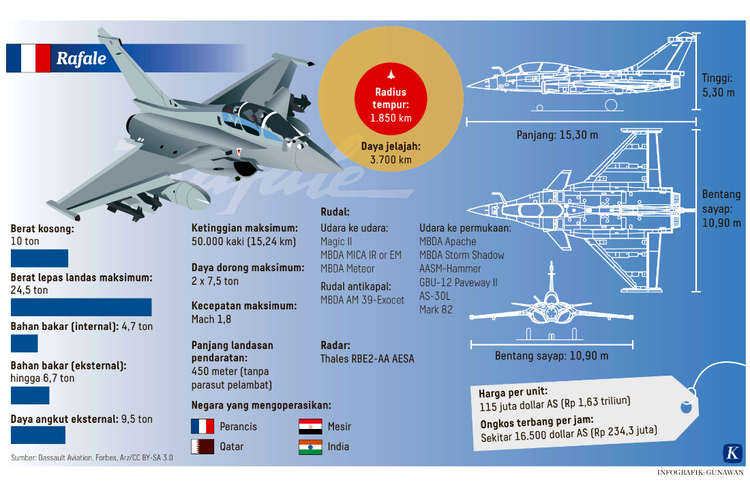 Rafale
Radius
tempur:
1.850 km
Daya jelajah:
3.700 km
Tinggi:
5,30 m
Panjang: 15,30 m
Bentang
sayap:
10,90 m
Bentang sayap: 10,90 m
Rafale
Berat kosong:
10 ton
Berat lepas landas maksimum:
24,5 ton
Bahan bakar (internal): 4,7 ton
Bahan bakar (eksternal):
hingga 6,7 ton
Daya angkut eksternal: 9,5 ton
Ketinggian maksimum:
50.000 kaki (15,24 km)
Daya dorong maksimum:
2 x 7,5 ton
Kecepatan maksimum:
Mach 1,8
Panjang landasan
pendaratan:
450 meter (tanpa
parasut pelambat)
Negara yang mengoperasikan:
Perancis
Mesir
Qatar
India
Rudal:
Udara ke udara:
Magic II
MBDA MICA IR or EM
MBDA Meteor
Rudal antikapal:
MBDA AM 39-Exocet
Radar:
Thales RBE2-AA AESA
Udara ke permukaan:
MBDA Apache
MBDA Storm Shadow
AASM-Hammer
GBU-12 Paveway II
AS-30L
Mark 82
Harga per unit:
115 juta dollar AS (Rp 1,63 triliun)
Ongkos terbang per jam:
Sekitar 16.500 dollar AS (Rp 234,3 juta)
Sumber: Dassault Aviation, Forbes, Arz/CC BY-SA 3.0
K
INFOGRAFIK: GUNAWAN